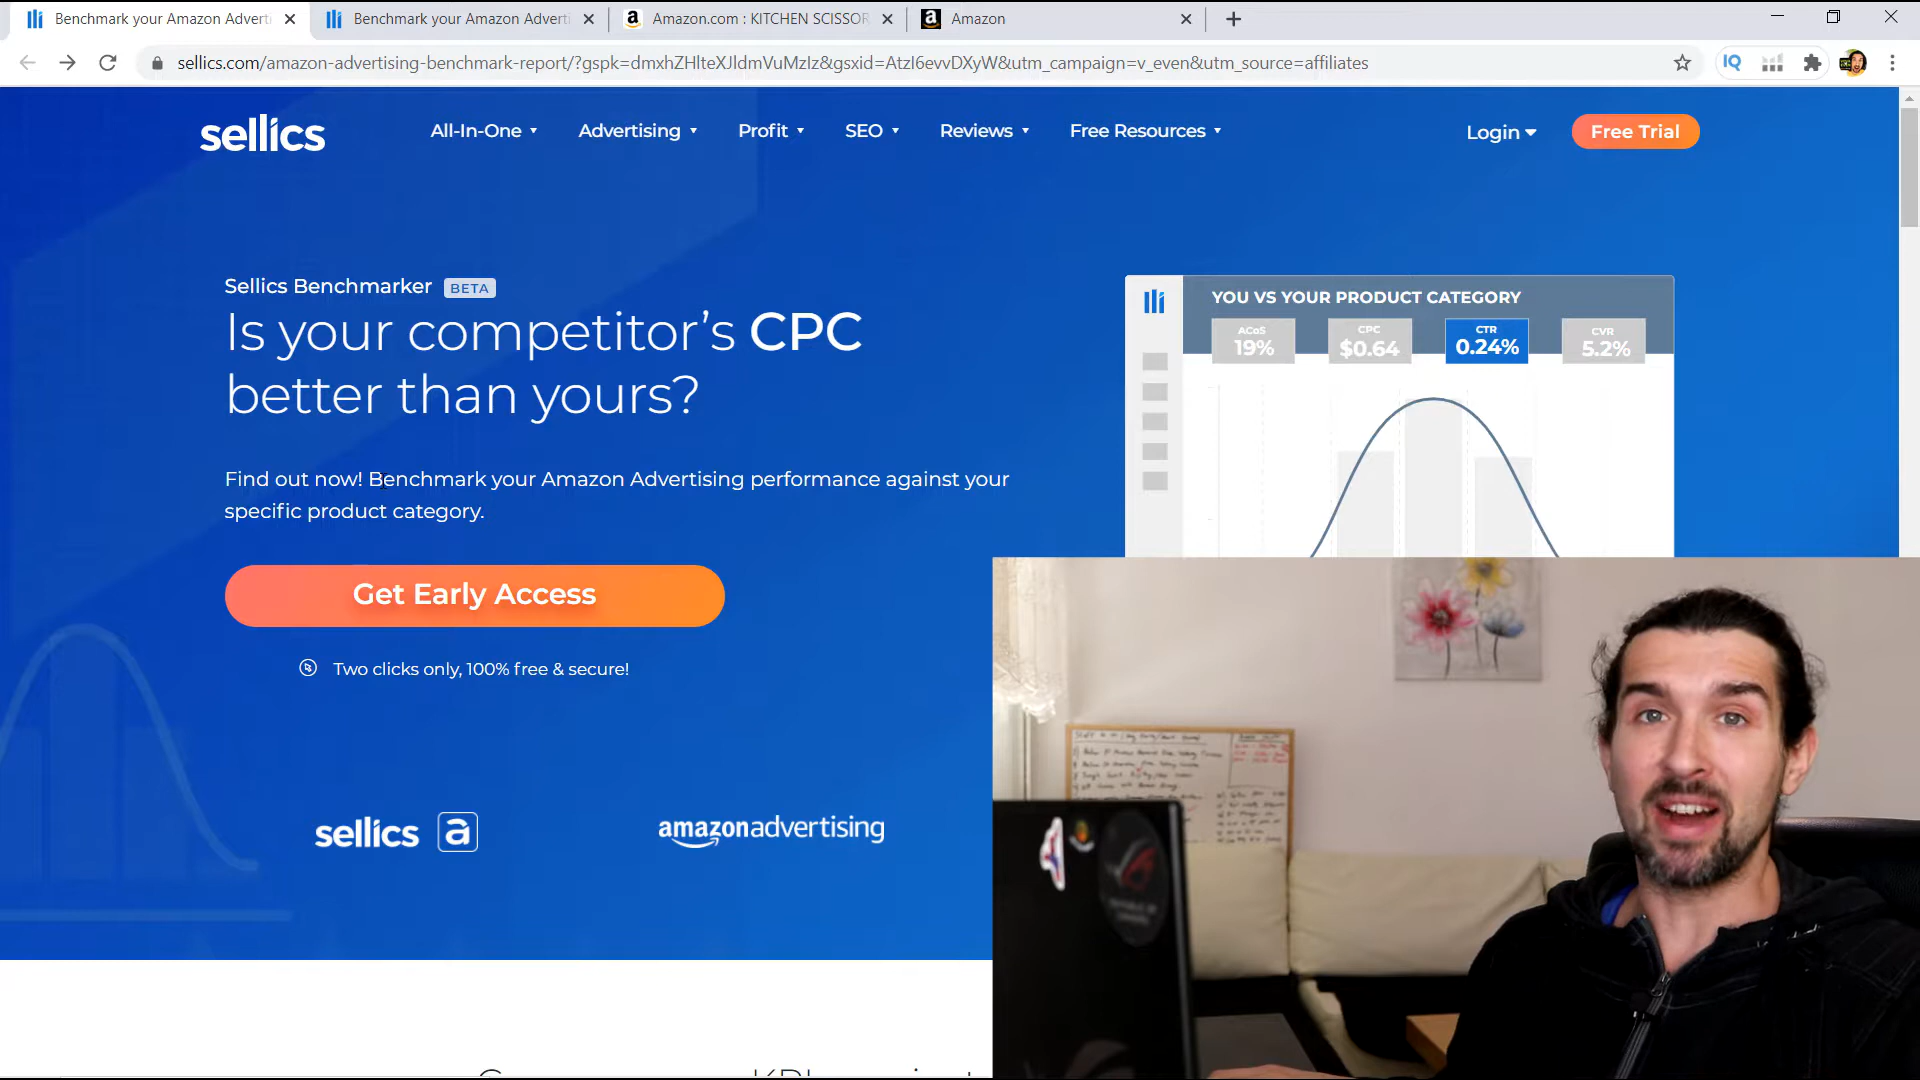 Benchmark your Amazon Adverti
Benchmark your Amazon Adverti
Amazon.com : KITCHEN SCISSOR
Amazon
sellics.com/amazon-advertising-benchmark-report/?gspk=dmxhZHlteXJldmVuMzIz&gsxid=AtzI6evvDXyW&utm_campaign=v_even&utm_source=affiliates
IQ
sellics
All-In-One
Advertising
Profit
SEO
Reviews
Free Resources
Login
Free Trial
Sellics Benchmarker BETA
Is your competitor's CPC
better than yours?
Find out now! Benchmark your Amazon Advertising performance against your
specific product category.
Get Early Access
Two clicks only, 100% free & secure!
sellics a
amazonadvertising
YOU VS YOUR PRODUCT CATEGORY
ACoS
19%
CPC
$0.64
CTR
0.24%
CVR
5.2%